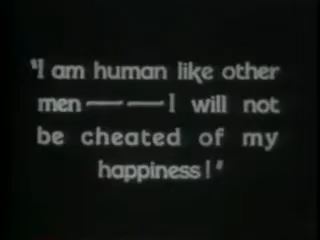 "I am human like other
men — — I will not
be cheated of my
happiness!"